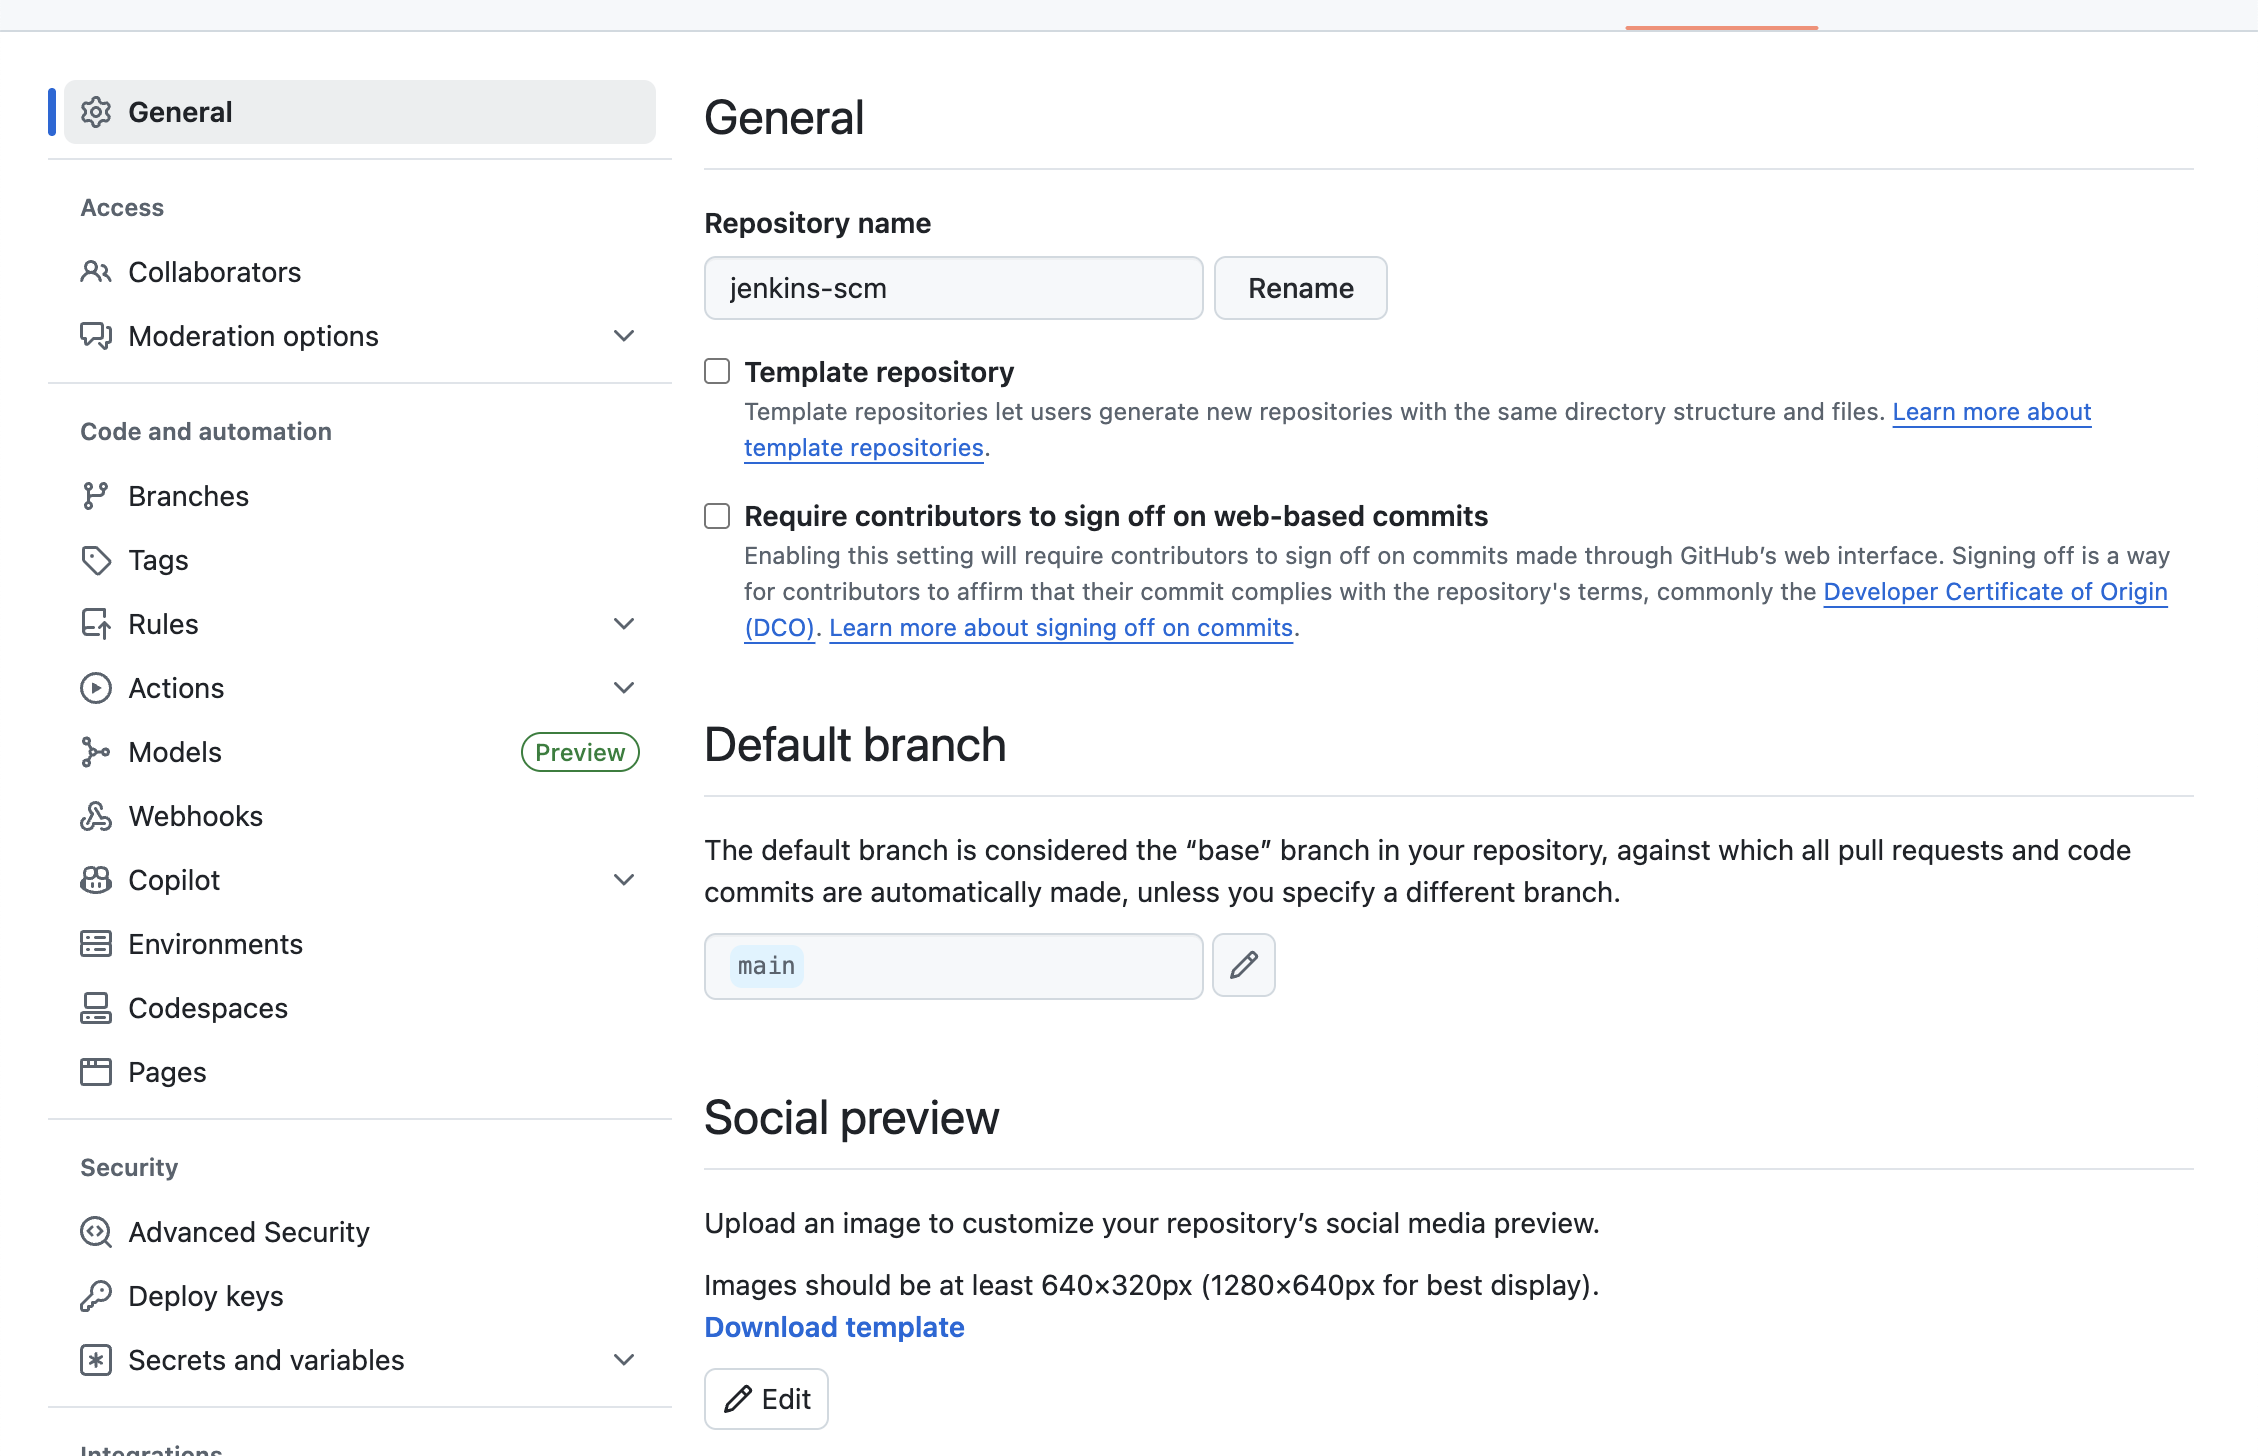 General
Access
Collaborators
Moderation options
Code and automation
Branches
Tags
Rules
Actions
Models
Preview
Webhooks
Copilot
Environments
Codespaces
Pages
Security
Advanced Security
Deploy keys
Secrets and variables
Integrations
General
Repository name
jenkins-scm
Rename
Template repository
Template repositories let users generate new repositories with the same directory structure and files. Learn more about
template repositories.
Require contributors to sign off on web-based commits
Enabling this setting will require contributors to sign off on commits made through GitHub’s web interface. Signing off is a way
for contributors to affirm that their commit complies with the repository's terms, commonly the Developer Certificate of Origin
(DCO). Learn more about signing off on commits.
Default branch
The default branch is considered the “base” branch in your repository, against which all pull requests and code
commits are automatically made, unless you specify a different branch.
main
Social preview
Upload an image to customize your repository’s social media preview.
Images should be at least 640×320px (1280×640px for best display).
Download template
Edit